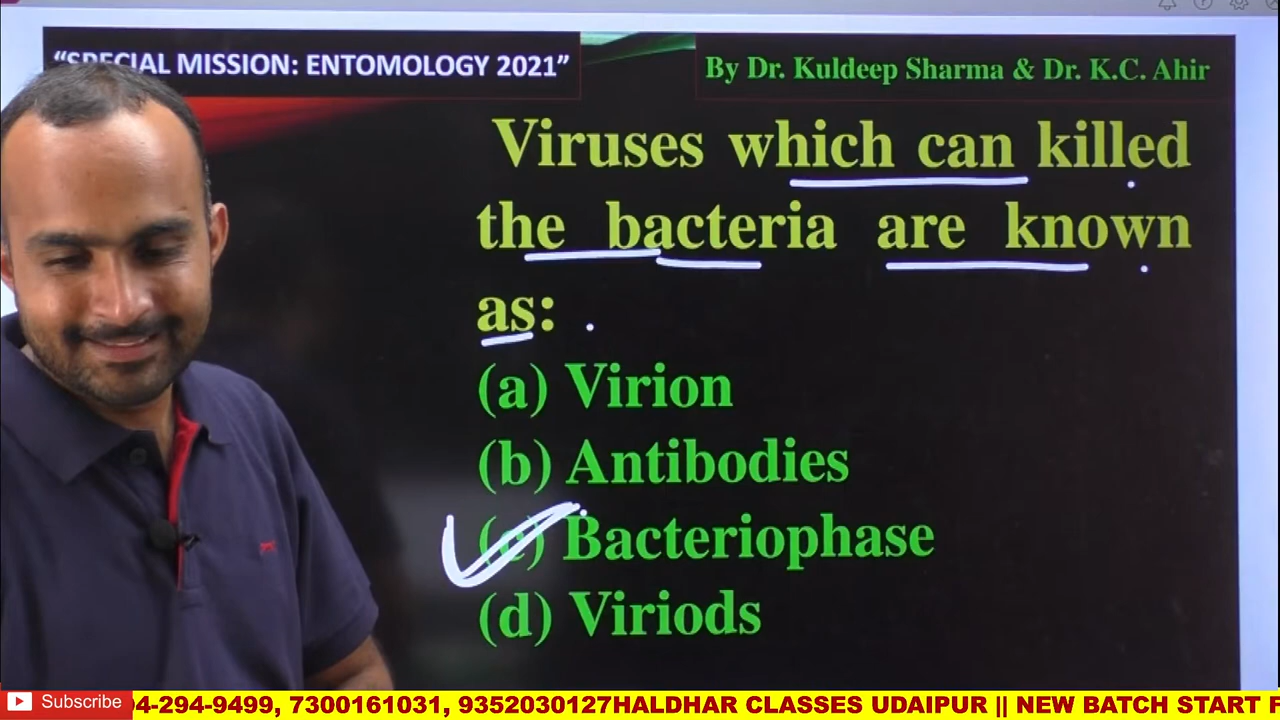 “SPECIAL MISSION: ENTOMOLOGY 2021”
By Dr. Kuldeep Sharma & Dr. K.C. Ahir
Viruses which can killed
the bacteria are known
as:
(a) Virion
(b) Antibodies
(c) Bacteriophase
(d) Viriods
Subscribe
4-294-9499, 7300161031, 9352030127HALDHAR CLASSES UDAIPUR || NEW BATCH START